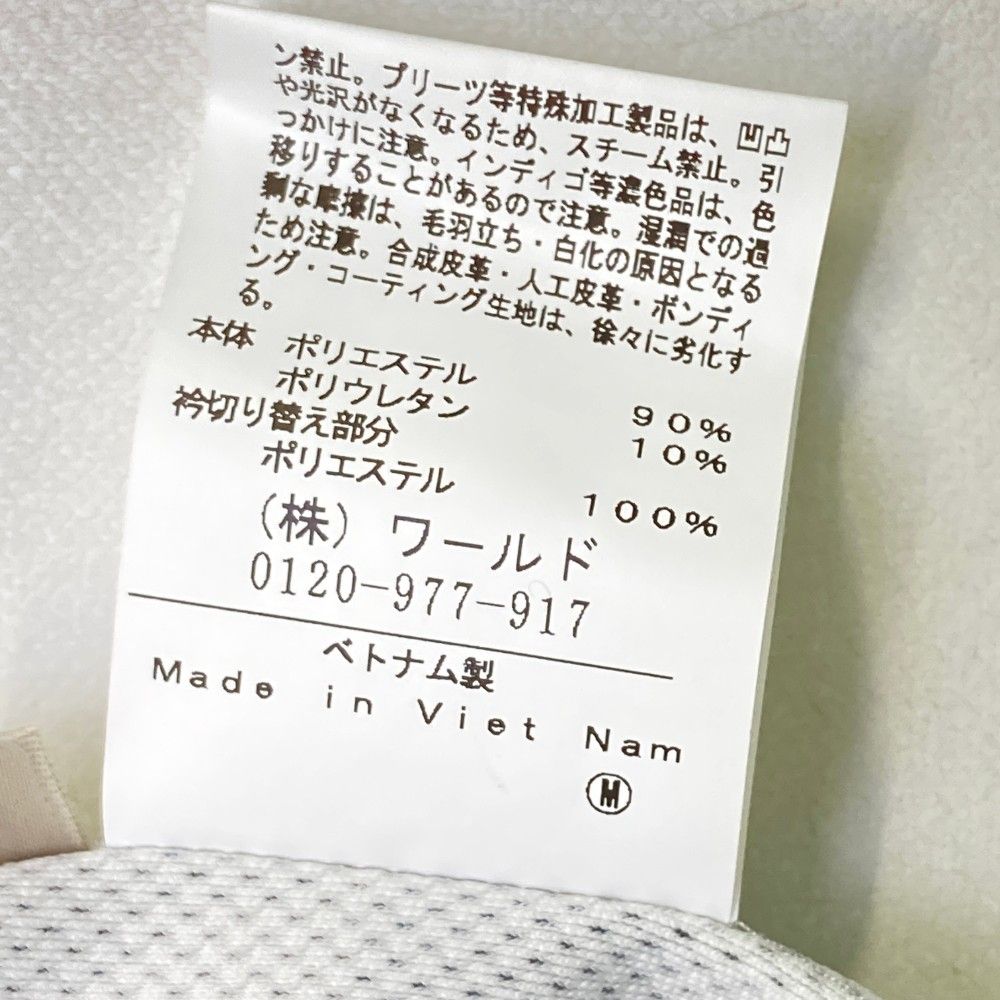 ン禁止。プリーツ等特殊加工製品は、凹凸
や光沢がなくなるため、スチーム禁止。引
っかけに注意。インディゴ等濃色品は、色
移りすることがあるので注意。湿潤での過
剰な摩擦は、毛羽立ち・白化の原因となる
ため注意。合成皮革・人工皮革・ボンディ
ング・コーティング生地は、徐々に劣化す
る。
本体 ポリエステル 90%
ポリウレタン 10%
衿切り替え部分
ポリエステル 100%
(株) ワールド
0120-977-917
ベトナム製
Made in Viet Nam
Ⓜ